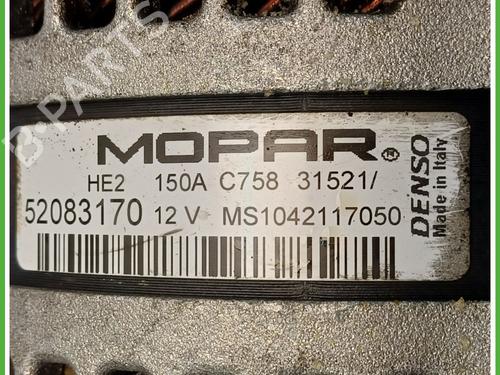 MOPAR®
HE2 150A C758 31521/
52083170 12 V MS1042117050
DENSO
Made in Italy
B-PARTS